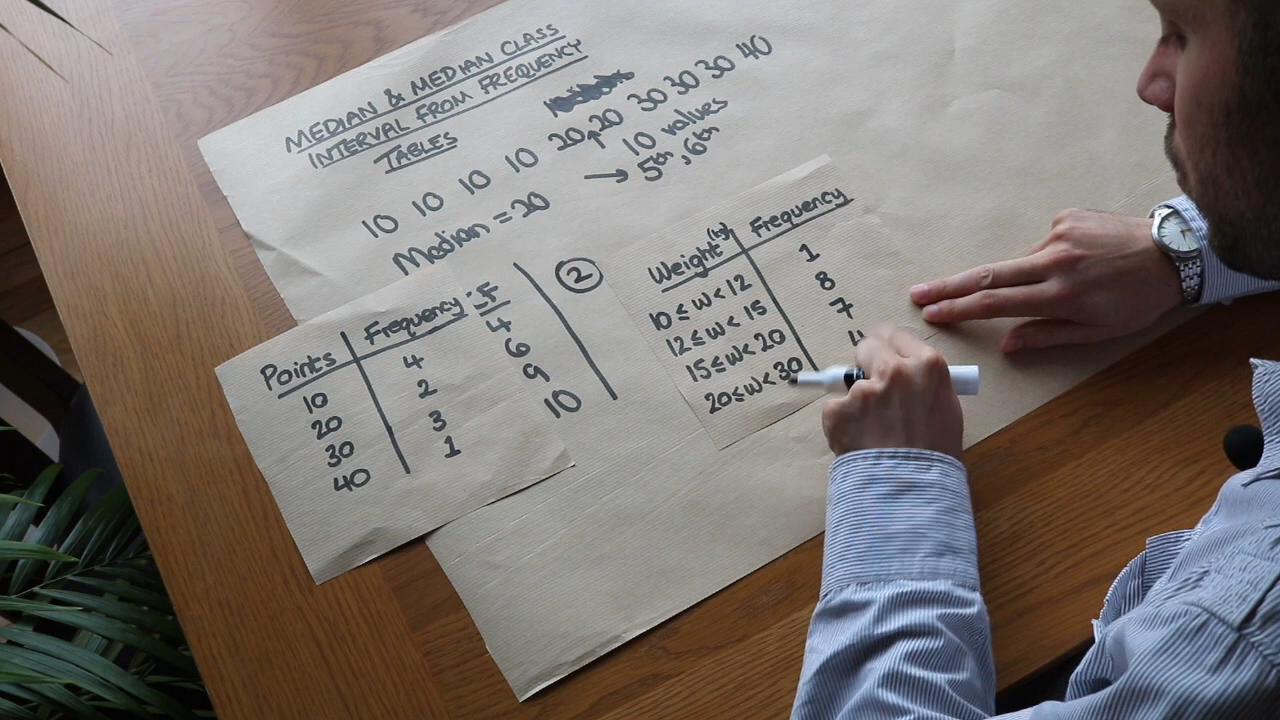 MEDIAN & MEDIAN CLASS
INTERVAL FROM FREQUENCY
TABLES
10 10 10 10 20, 20 30 30 30 40
10 values
→ 5th, 6th
Median = 20
Points Frequency :F
10 4 4
20 2 6
30 3 9
40 1 10
2
Weight (kg) Frequency
10 ≤ w < 12 1
12 ≤ w < 15 8
15 ≤ w < 20 7
20 ≤ w < 30